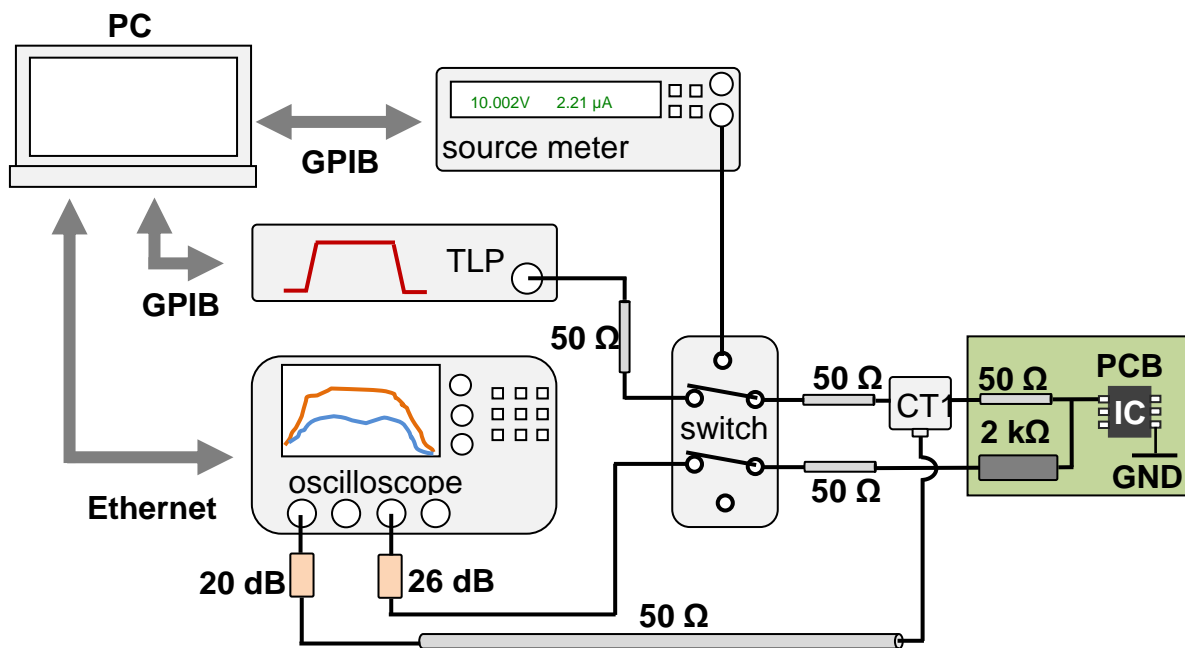 PC
10.002V 2.21 µA
source meter
GPIB
TLP
GPIB
50 Ω
PCB
50 Ω
50 Ω
CT1
IC
switch
2 kΩ
oscilloscope
GND
50 Ω
Ethernet
20 dB
26 dB
50 Ω